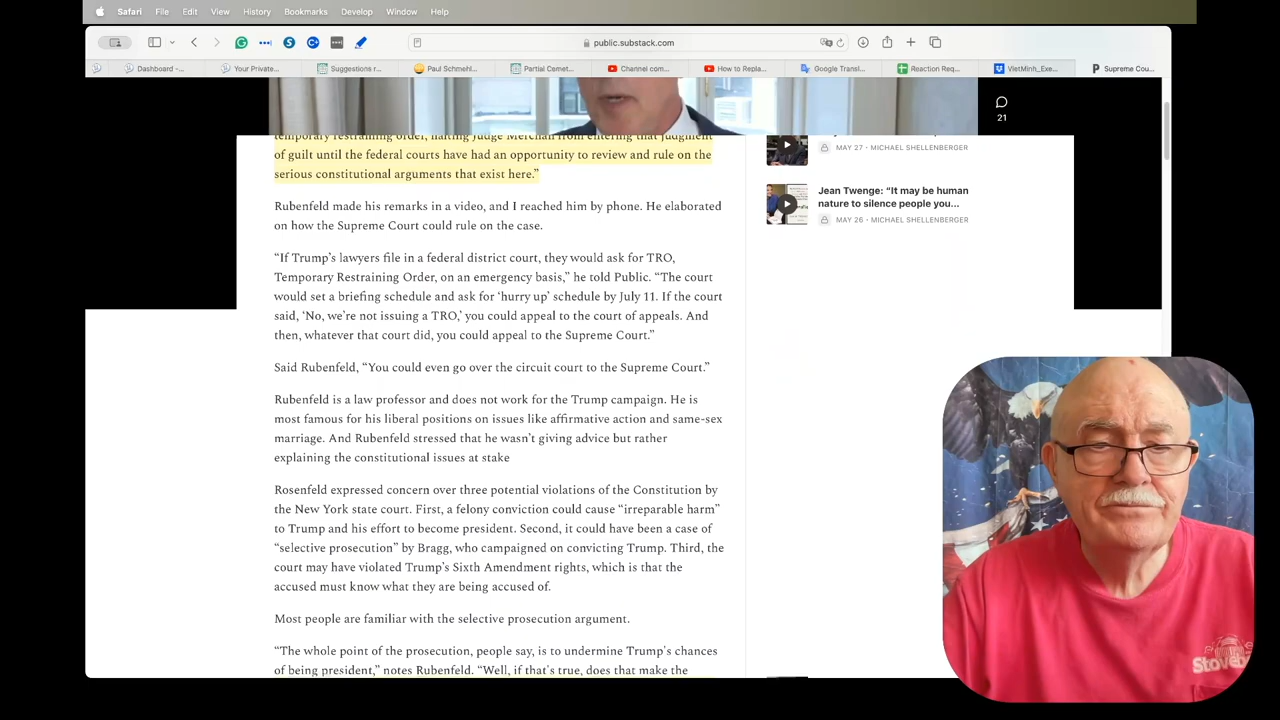 Safari File Edit View History Bookmarks Develop Window Help
public.substack.com
Dashboard -... Your Private... Suggestions r... Paul Schmehl... Partial Cemet... Channel com... How to Repla... Google Transl... Reaction Req... VietMinh_Exe... Supreme Cou...
21
temporary restraining order, halting Judge Merchan from entering that judgment
of guilt until the federal courts have had an opportunity to review and rule on the
serious constitutional arguments that exist here.”
MAY 27 • MICHAEL SHELLENBERGER
Jean Twenge: “It may be human
nature to silence people you...
MAY 26 • MICHAEL SHELLENBERGER
Rubenfeld made his remarks in a video, and I reached him by phone. He elaborated
on how the Supreme Court could rule on the case.
“If Trump’s lawyers file in a federal district court, they would ask for TRO,
Temporary Restraining Order, on an emergency basis,” he told Public. “The court
would set a briefing schedule and ask for ‘hurry up’ schedule by July 11. If the court
said, ‘No, we’re not issuing a TRO,’ you could appeal to the court of appeals. And
then, whatever that court did, you could appeal to the Supreme Court.”
Said Rubenfeld, “You could even go over the circuit court to the Supreme Court.”
Rubenfeld is a law professor and does not work for the Trump campaign. He is
most famous for his liberal positions on issues like affirmative action and same-sex
marriage. And Rubenfeld stressed that he wasn’t giving advice but rather
explaining the constitutional issues at stake
Rosenfeld expressed concern over three potential violations of the Constitution by
the New York state court. First, a felony conviction could cause “irreparable harm”
to Trump and his effort to become president. Second, it could have been a case of
“selective prosecution” by Bragg, who campaigned on convicting Trump. Third, the
court may have violated Trump’s Sixth Amendment rights, which is that the
accused must know what they are being accused of.
Most people are familiar with the selective prosecution argument.
“The whole point of the prosecution, people say, is to undermine Trump’s chances
of being president,” notes Rubenfeld. “Well, if that’s true, does that make the